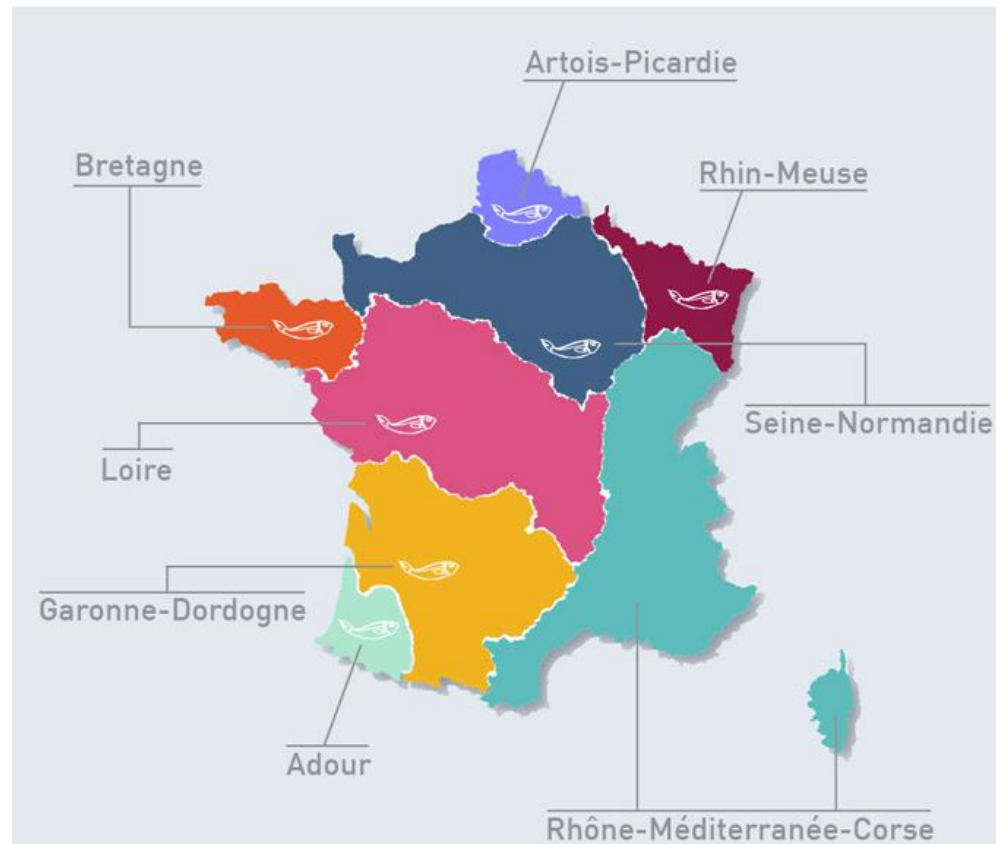 Artois-Picardie
Bretagne
Rhin-Meuse
Seine-Normandie
Loire
Garonne-Dordogne
Adour
Rhône-Méditerranée-Corse